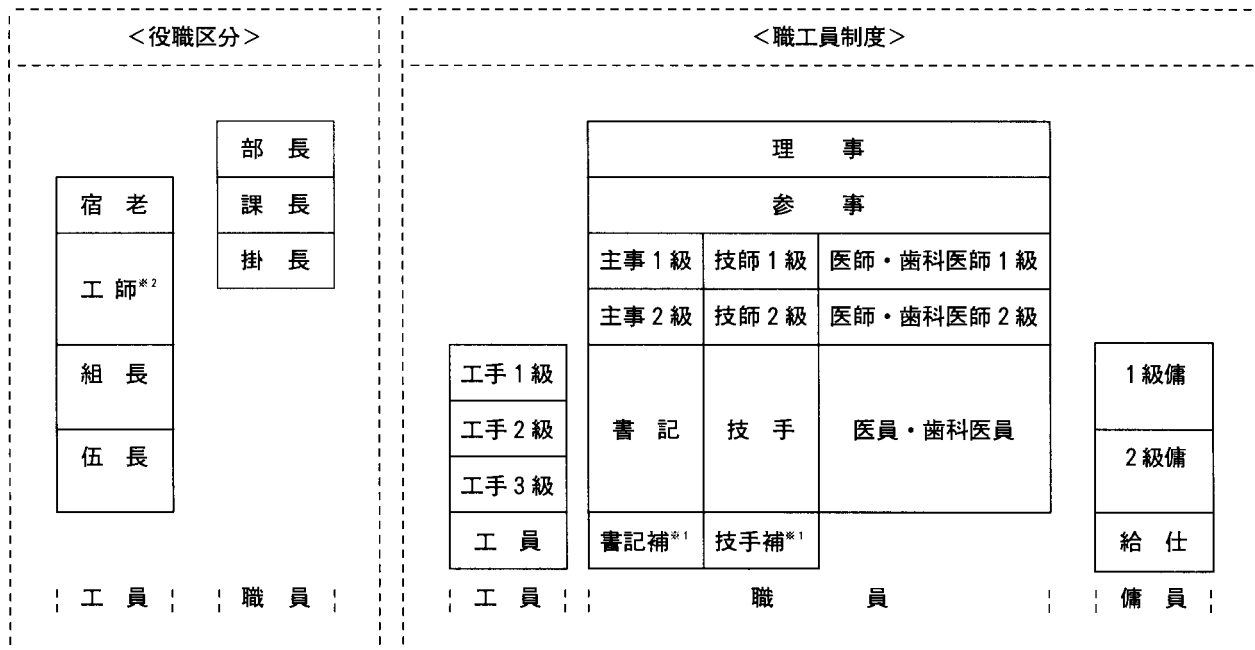 <役職区分>
<職工員制度>
部 長
理 事
宿 老
課 長
参 事
工 師※2
掛 長
主事1級
技師1級
医師・歯科医師1級
主事2級
技師2級
医師・歯科医師2級
組 長
工手1級
1級傭
伍 長
工手2級
書 記
技 手
医員・歯科医員
2級傭
工手3級
工 員
書記補※1
技手補※1
給 仕
工 員
職 員
工 員
職 員
傭 員